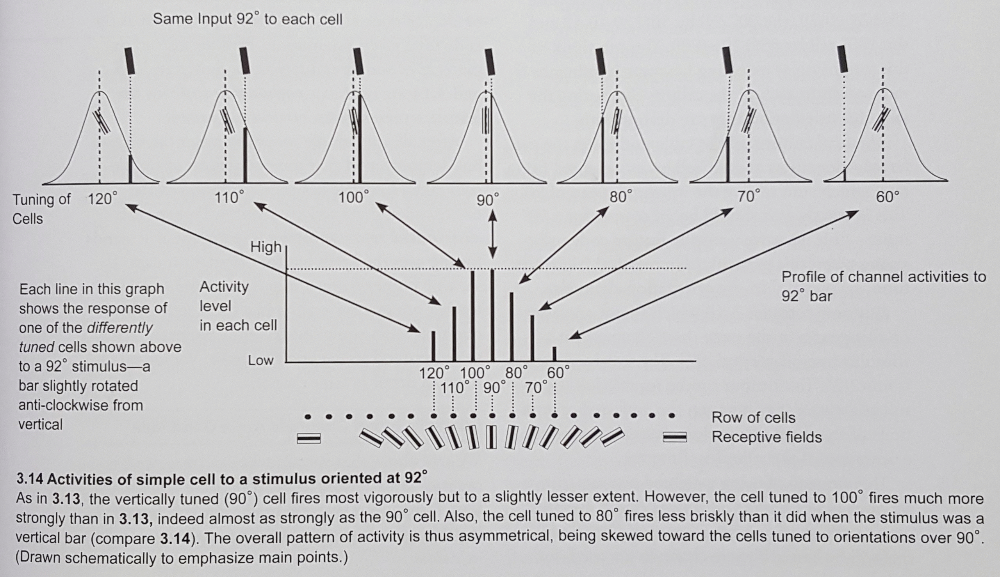 Same Input 92° to each cell
Tuning of
Cells
120°
110°
100°
90°
80°
70°
60°
High
Each line in this graph
shows the response of
one of the differently
tuned cells shown above
to a 92° stimulus—a
bar slightly rotated
anti-clockwise from
vertical
Activity
level
in each cell
Low
Profile of channel activities to
92° bar
120° 100° 80° 60°
110° 90° 70°
Row of cells
Receptive fields
3.14 Activities of simple cell to a stimulus oriented at 92°
As in 3.13, the vertically tuned (90°) cell fires most vigorously but to a slightly lesser extent. However, the cell tuned to 100° fires much more
strongly than in 3.13, indeed almost as strongly as the 90° cell. Also, the cell tuned to 80° fires less briskly than it did when the stimulus was a
vertical bar (compare 3.14). The overall pattern of activity is thus asymmetrical, being skewed toward the cells tuned to orientations over 90°.
(Drawn schematically to emphasize main points.)